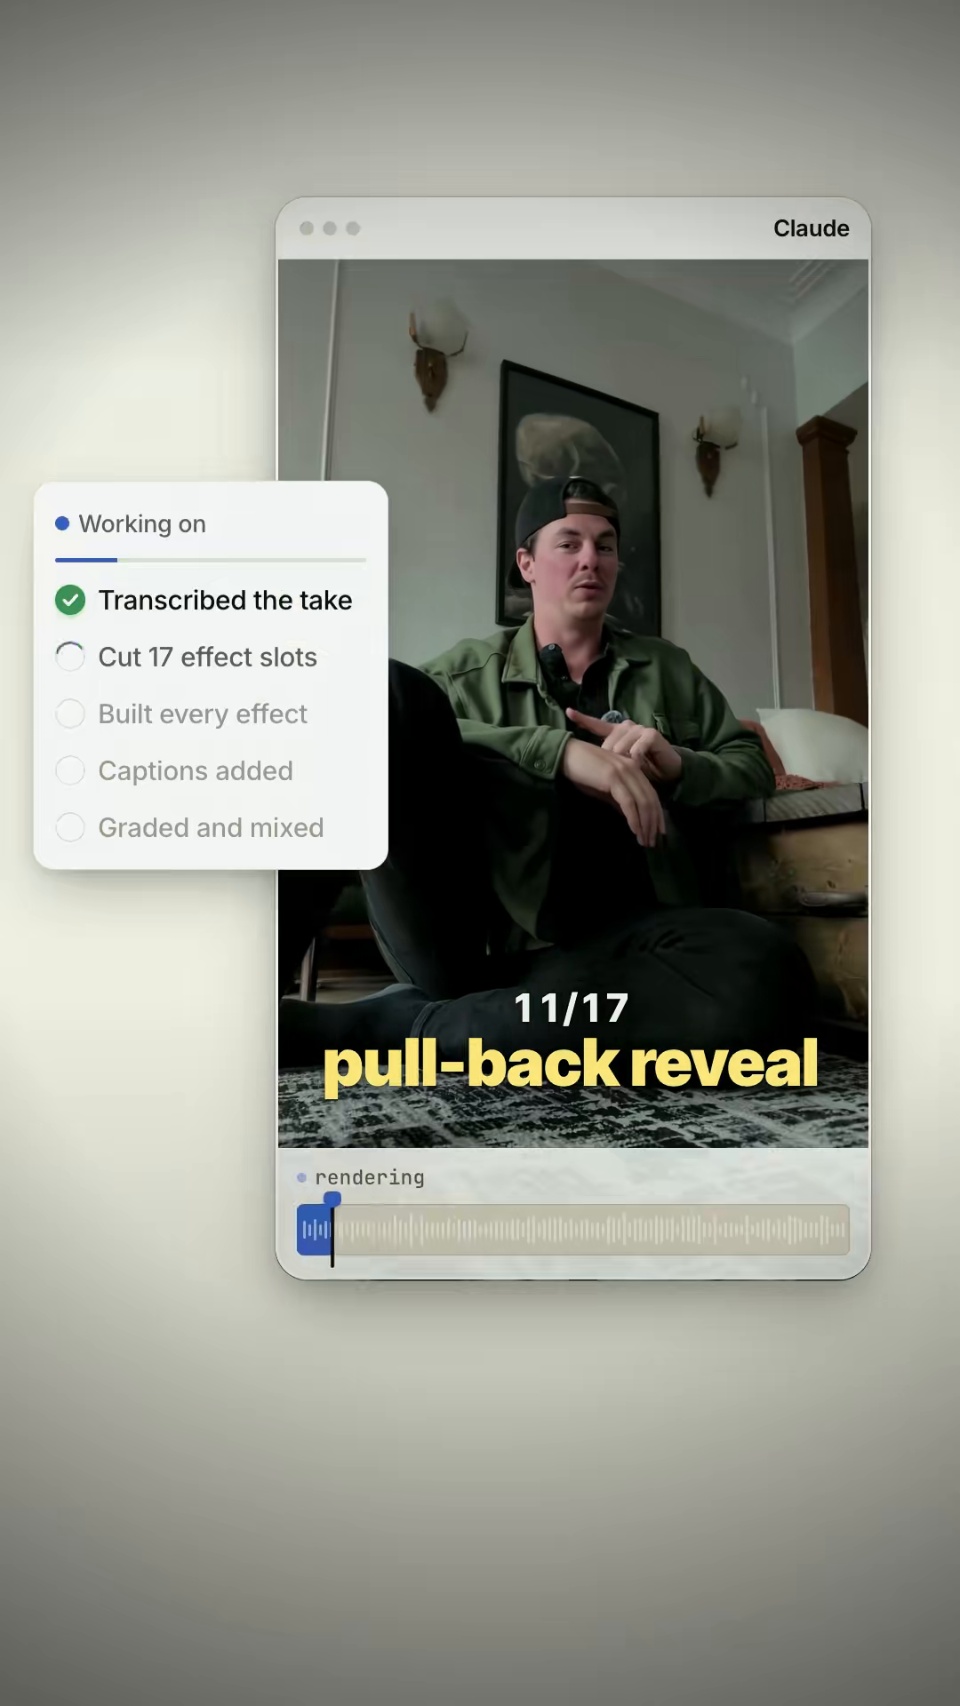 Claude
Working on
Transcribed the take
Cut 17 effect slots
Built every effect
Captions added
Graded and mixed
11/17
pull-back reveal
rendering